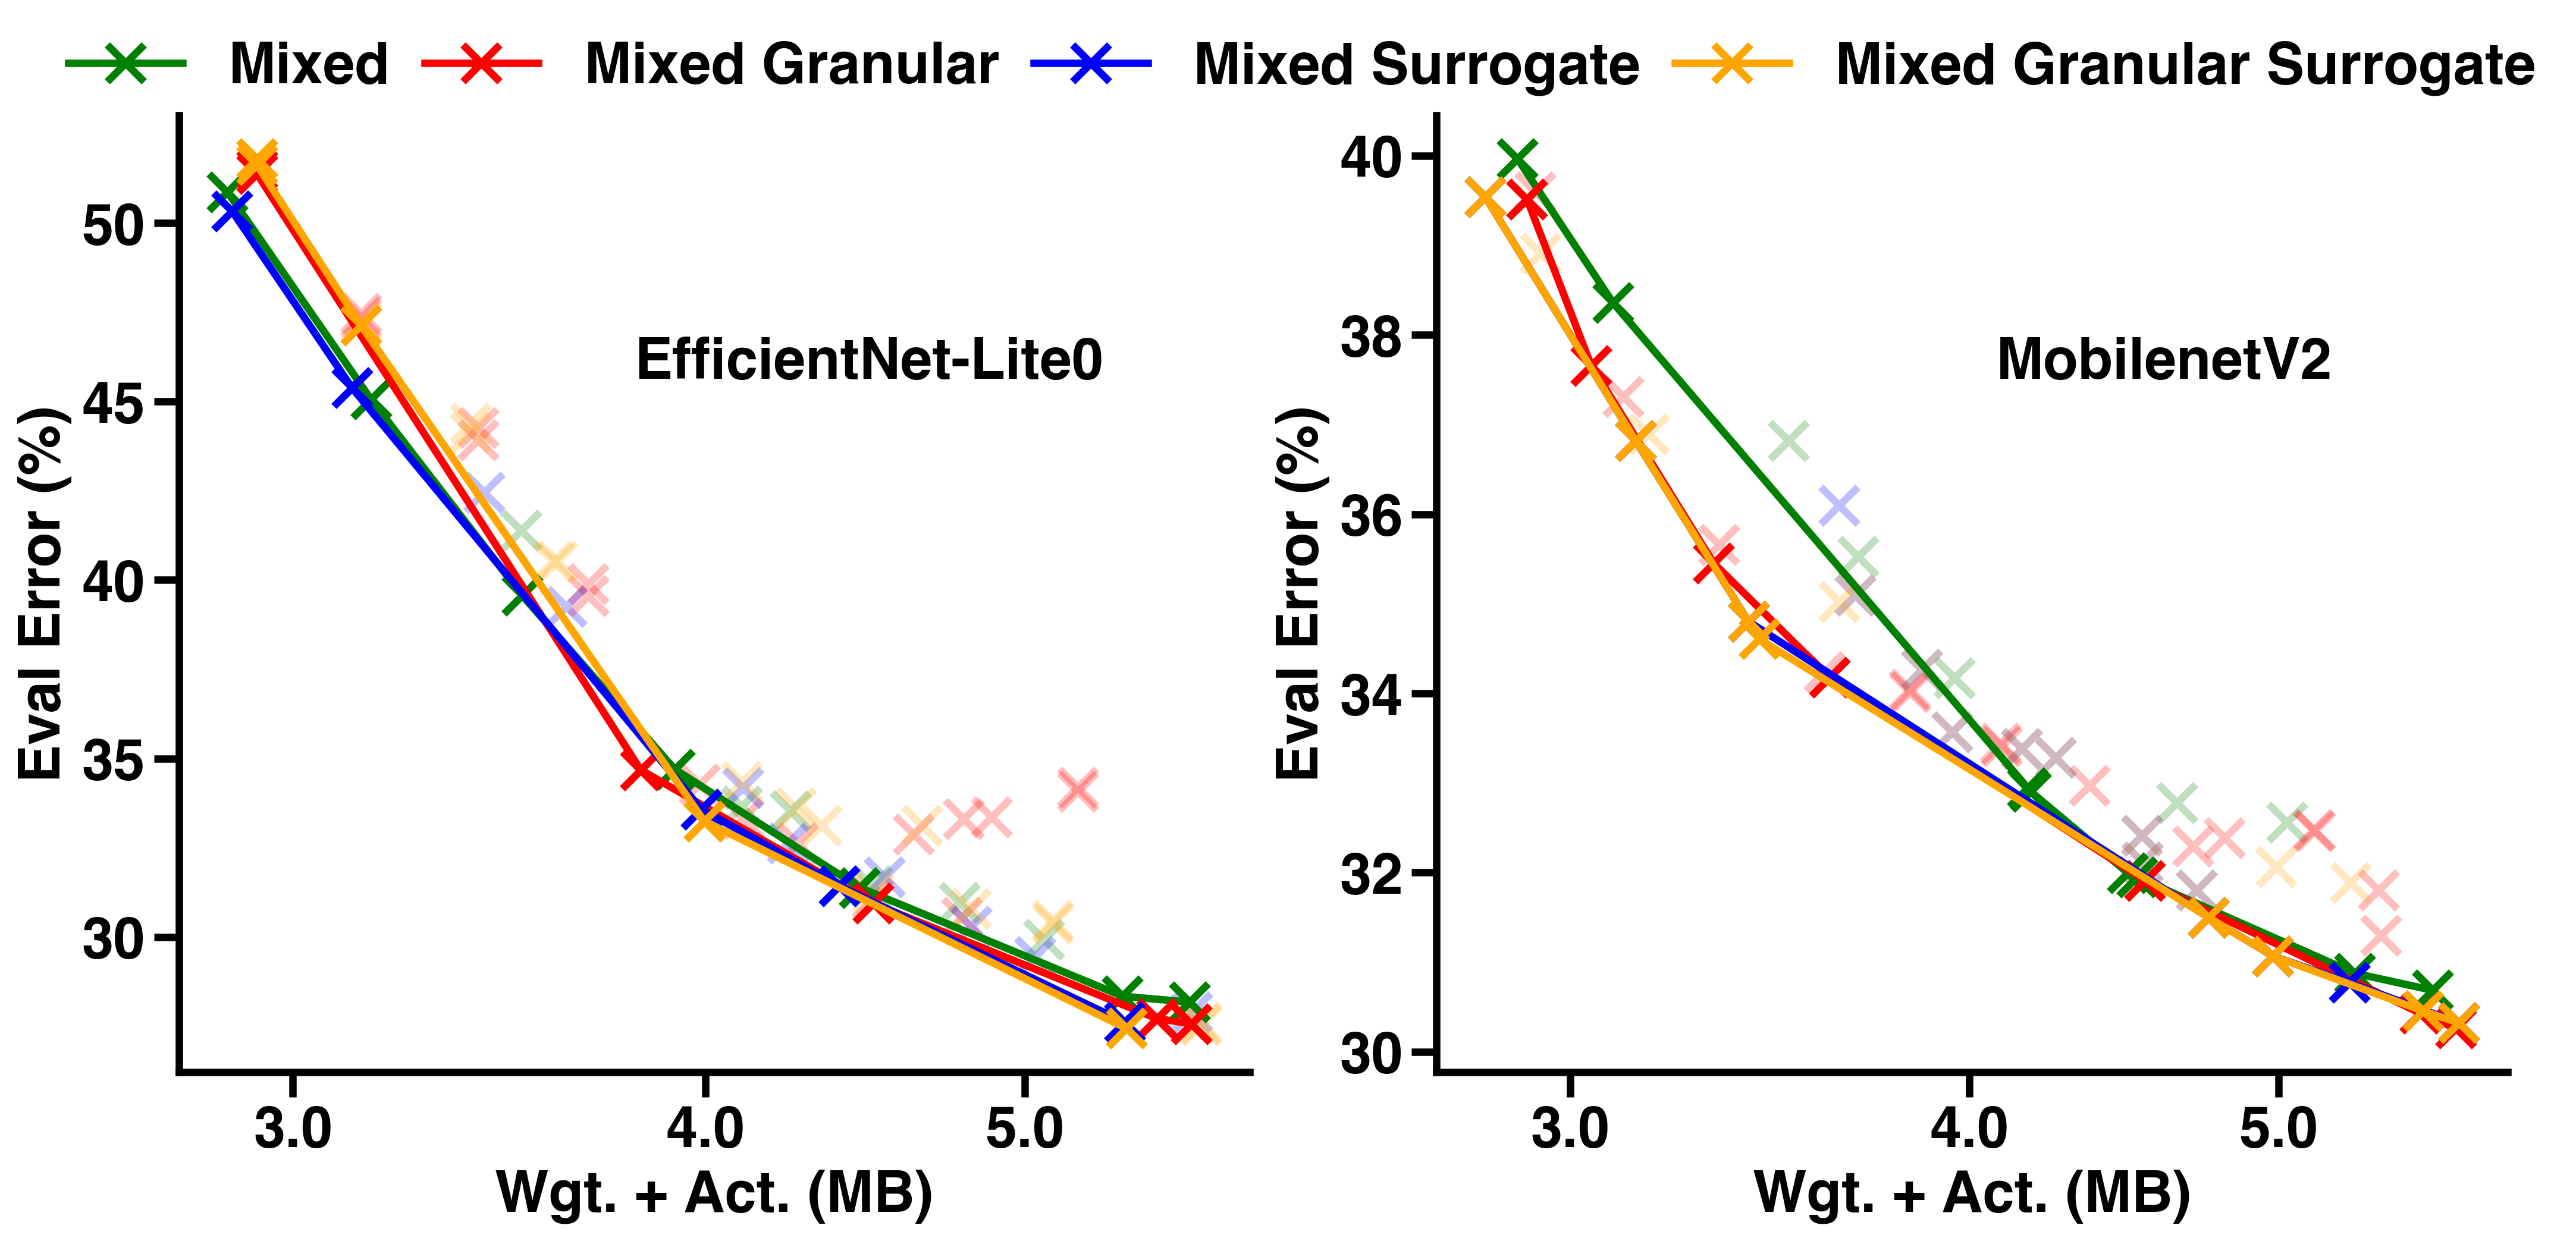 Mixed Mixed Granular Mixed Surrogate Mixed Granular Surrogate
EfficientNet-Lite0
Eval Error (%)
50
45
40
35
30
3.0 4.0 5.0
Wgt. + Act. (MB)
MobilenetV2
Eval Error (%)
40
38
36
34
32
30
3.0 4.0 5.0
Wgt. + Act. (MB)